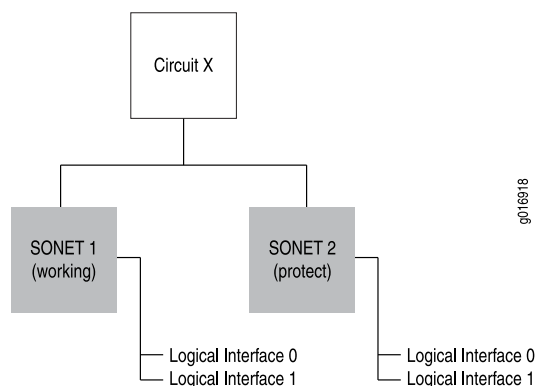 Circuit X
SONET 1
(working)
SONET 2
(protect)
Logical Interface 0
Logical Interface 1
Logical Interface 0
Logical Interface 1
g016918